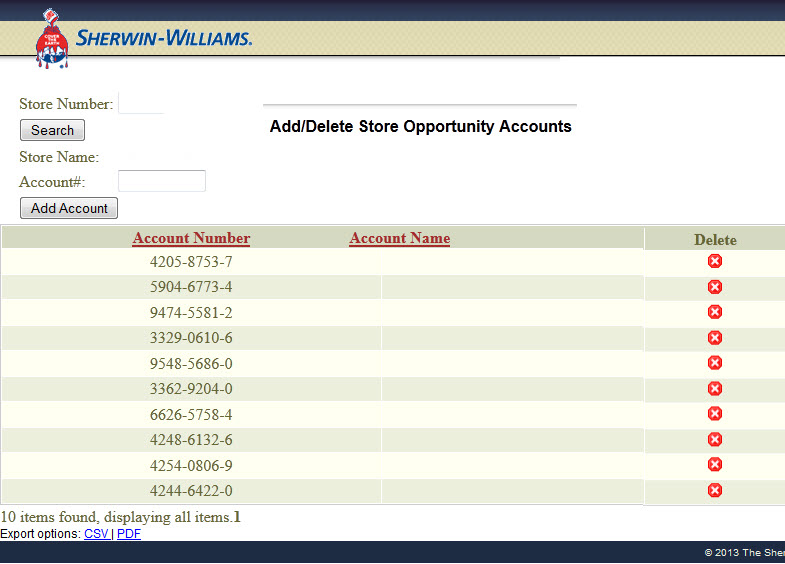 COVER THE EARTH
SHERWIN-WILLIAMS.
Store Number:
Search
Add/Delete Store Opportunity Accounts
Store Name:
Account#:
Add Account
Account Number Account Name Delete
4205-8753-7
5904-6773-4
9474-5581-2
3329-0610-6
9548-5686-0
3362-9204-0
6626-5758-4
4248-6132-6
4254-0806-9
4244-6422-0
10 items found, displaying all items.1
Export options: CSV | PDF
© 2013 The Sher